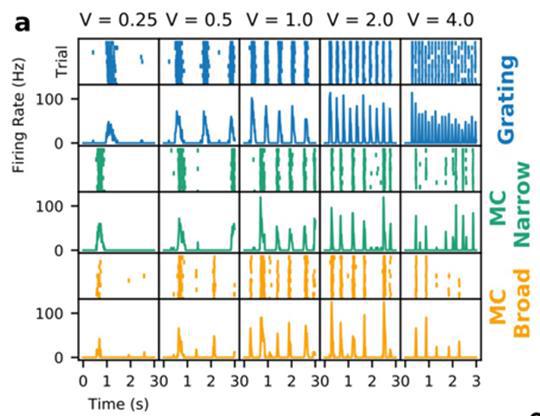 a
V = 0.25 V = 0.5 V = 1.0 V = 2.0 V = 4.0
Trial
Firing Rate (Hz)
100
0
Grating
100
0
MC
Narrow
100
0
MC
Broad
0 1 2 30 1 2 30 1 2 30 1 2 30 1 2 3
Time (s)